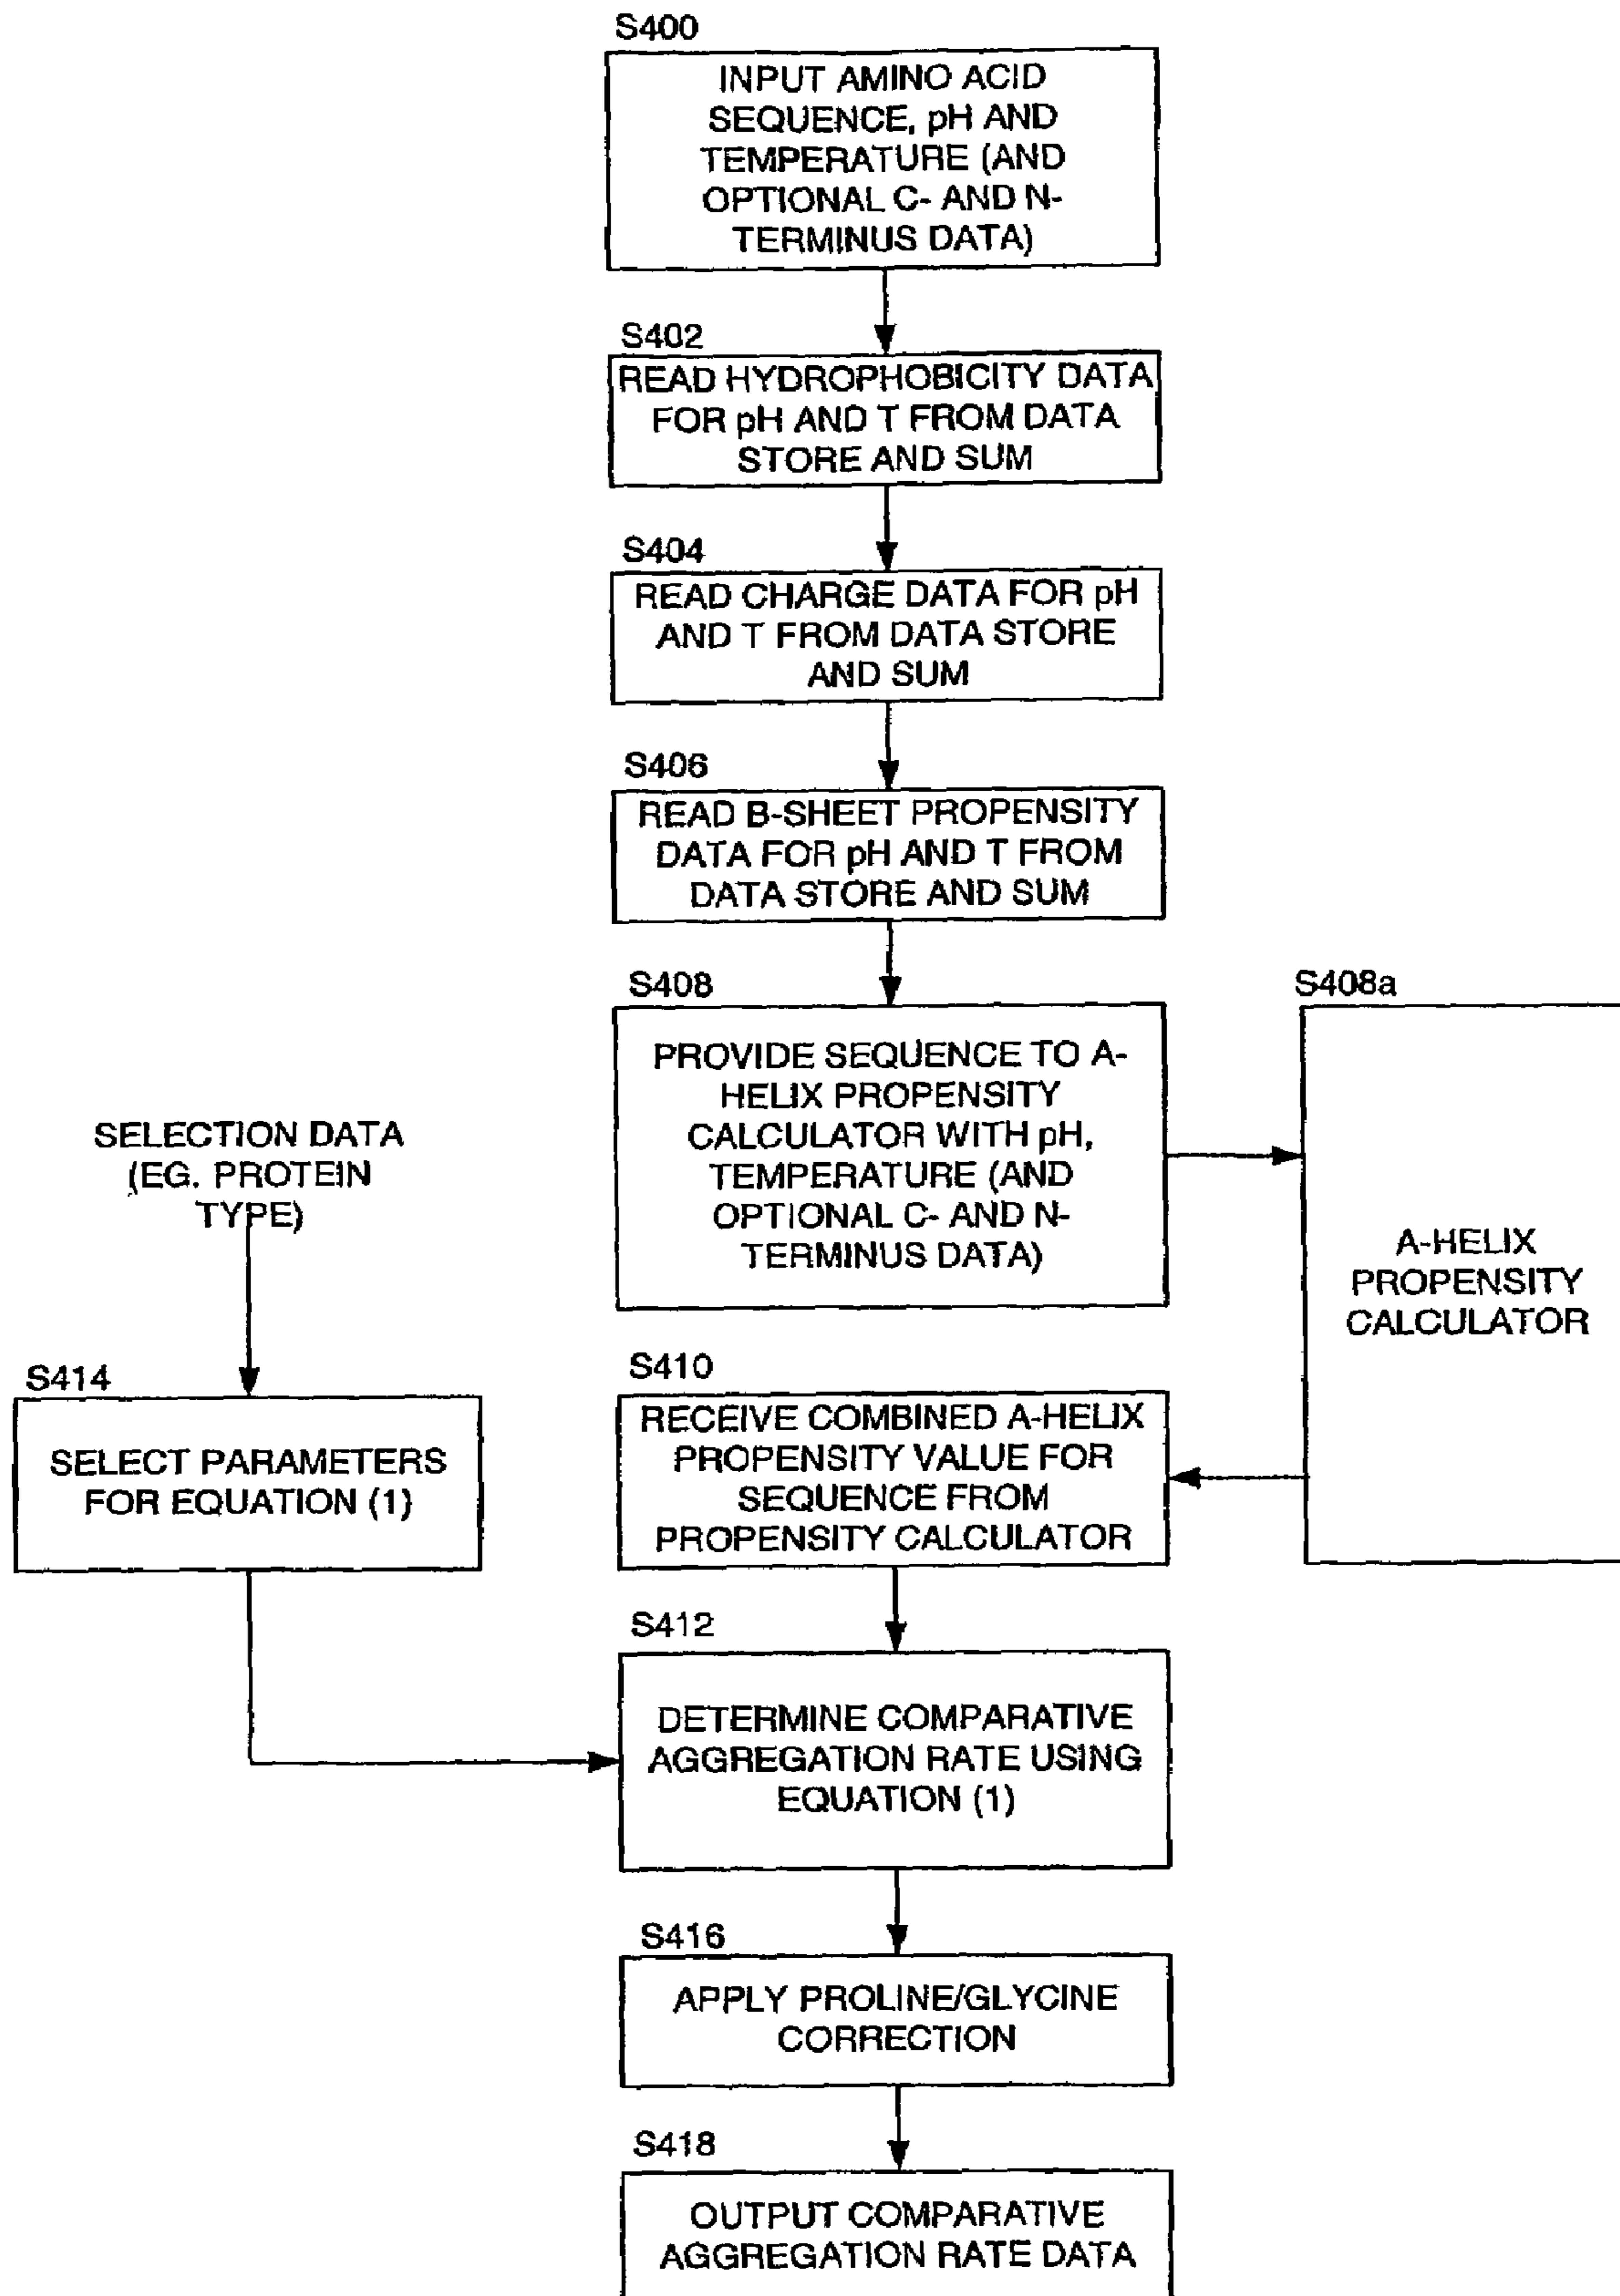 S400
INPUT AMINO ACID
SEQUENCE, pH AND
TEMPERATURE (AND
OPTIONAL C- AND N-
TERMINUS DATA)
S402
READ HYDROPHOBICITY DATA
FOR pH AND T FROM DATA
STORE AND SUM
S404
READ CHARGE DATA FOR pH
AND T FROM DATA STORE
AND SUM
S406
READ B-SHEET PROPENSITY
DATA FOR pH AND T FROM
DATA STORE AND SUM
S408
PROVIDE SEQUENCE TO A-
HELIX PROPENSITY
CALCULATOR WITH pH,
TEMPERATURE (AND
OPTIONAL C- AND N-
TERMINUS DATA)
S408a
A-HELIX
PROPENSITY
CALCULATOR
SELECTION DATA
(EG. PROTEIN
TYPE)
S414
SELECT PARAMETERS
FOR EQUATION (1)
S410
RECEIVE COMBINED A-HELIX
PROPENSITY VALUE FOR
SEQUENCE FROM
PROPENSITY CALCULATOR
S412
DETERMINE COMPARATIVE
AGGREGATION RATE USING
EQUATION (1)
S416
APPLY PROLINE/GLYCINE
CORRECTION
S418
OUTPUT COMPARATIVE
AGGREGATION RATE DATA